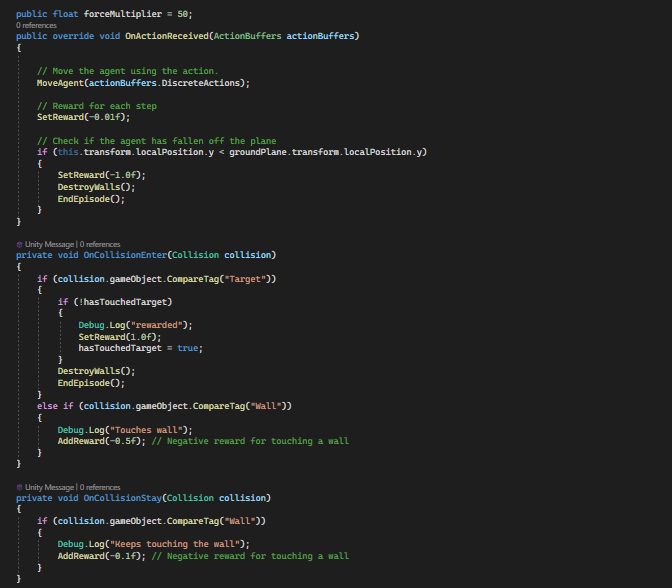 public float forceMultiplier = 50;
0 references
public override void OnActionReceived(ActionBuffers actionBuffers)
{
// Move the agent using the action.
MoveAgent(actionBuffers.DiscreteActions);
// Reward for each step
SetReward(-0.01f);
// Check if the agent has fallen off the plane
if (this.transform.localPosition.y < groundPlane.transform.localPosition.y)
{
SetReward(-1.0f);
DestroyWalls();
EndEpisode();
}
}
Unity Message | 0 references
private void OnCollisionEnter(Collision collision)
{
if (collision.gameObject.CompareTag("Target"))
{
if (!hasTouchedTarget)
{
Debug.Log("rewarded");
SetReward(1.0f);
hasTouchedTarget = true;
}
DestroyWalls();
EndEpisode();
}
else if (collision.gameObject.CompareTag("Wall"))
{
Debug.Log("Touches wall");
AddReward(-0.5f); // Negative reward for touching a wall
}
}
Unity Message | 0 references
private void OnCollisionStay(Collision collision)
{
if (collision.gameObject.CompareTag("Wall"))
{
Debug.Log("Keeps touching the wall");
AddReward(-0.1f); // Negative reward for touching a wall
}
}